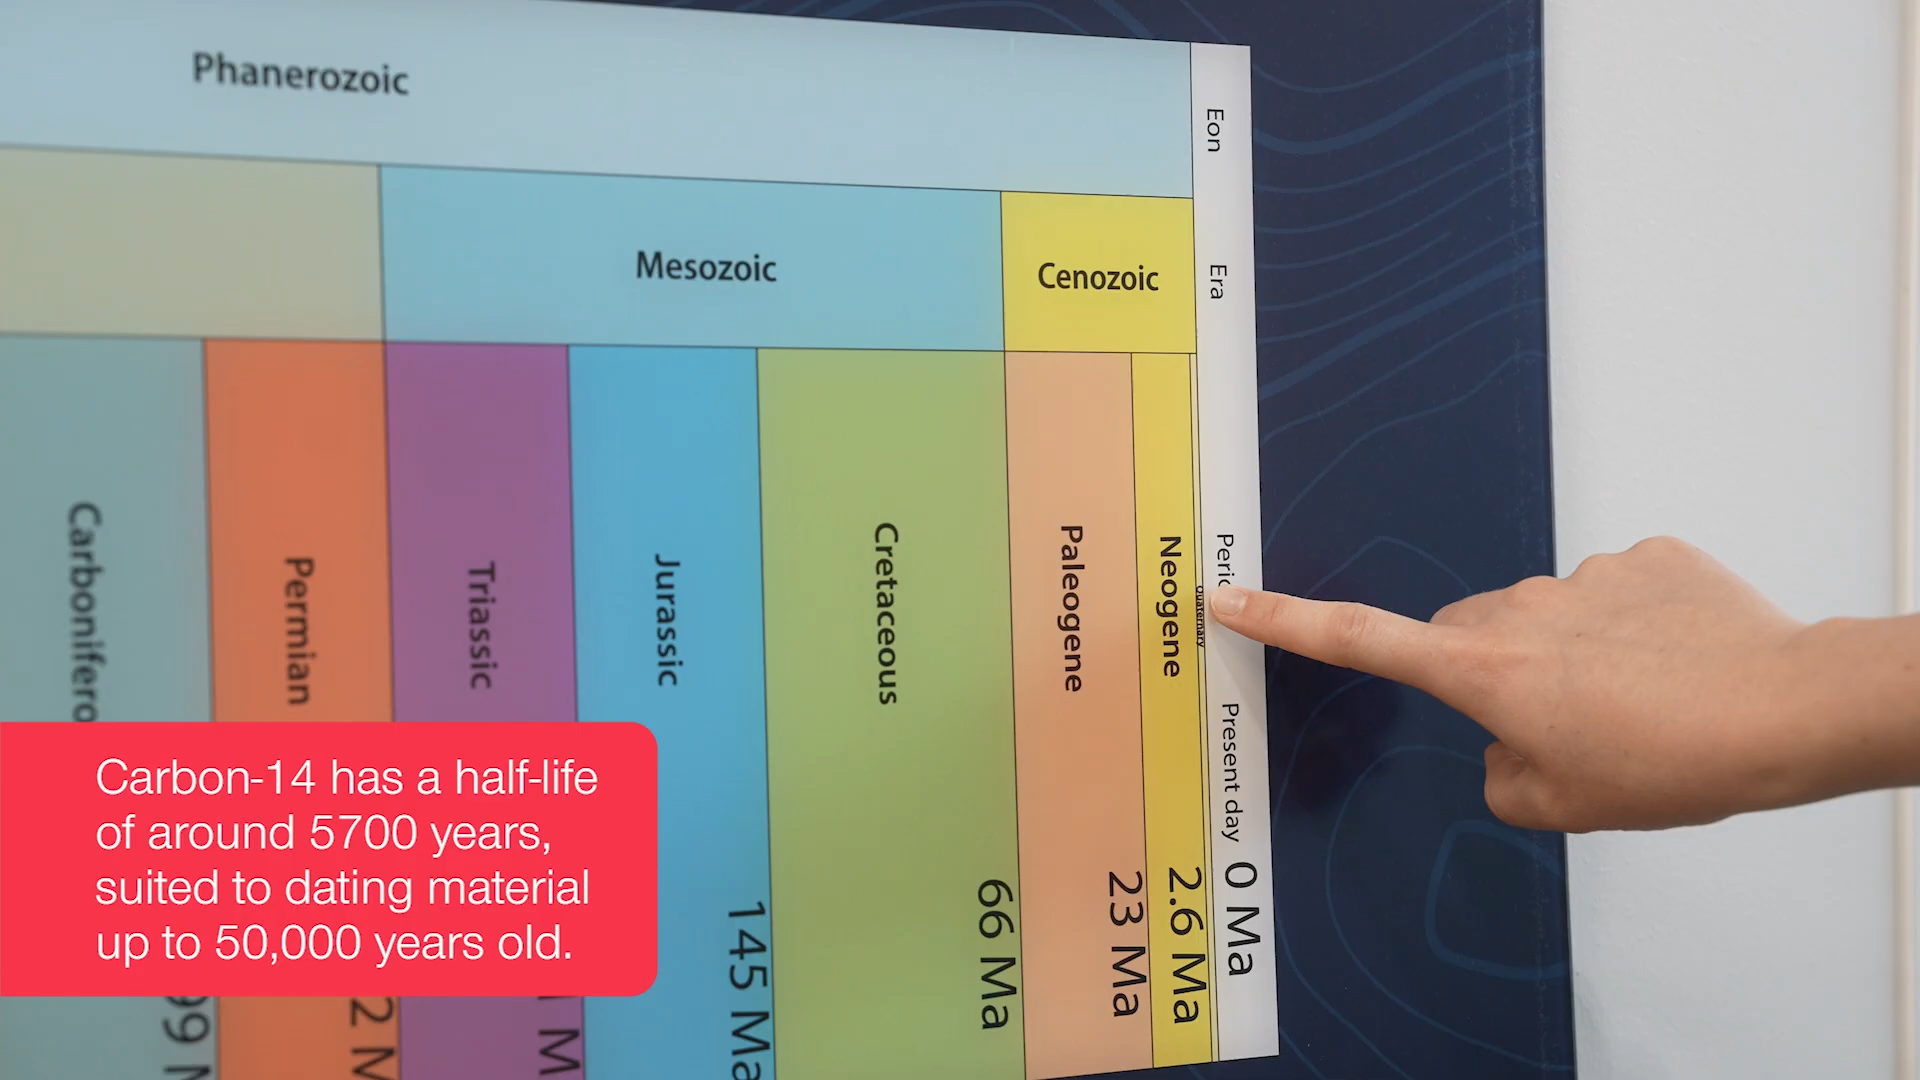 Phanerozoic
Eon
Mesozoic
Cenozoic
Era
Permian
Triassic
Jurassic
Cretaceous
Paleogene
Neogene
Quaternary
145 Ma
66 Ma
23 Ma
2.6 Ma
Present day 0 Ma
Carbon-14 has a half-life
of around 5700 years,
suited to dating material
up to 50,000 years old.